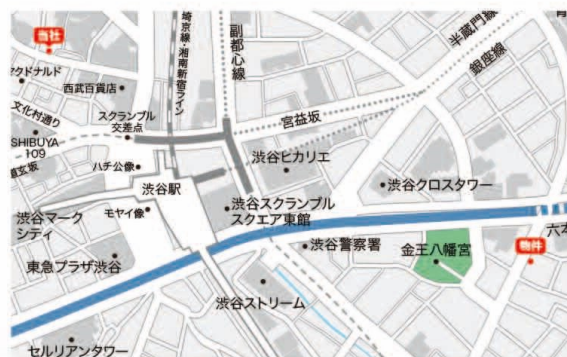 当社
埼京線・湘南新宿ライン
副都心線
半蔵門線
銀座線
マクドナルド
西武百貨店
文化村通り
スクランブル
交差点
宮益坂
SHIBUYA
109
ハチ公像
渋谷ヒカリエ
道玄坂
渋谷駅
渋谷クロスタワー
モヤイ像
渋谷スクランブル
スクエア東館
渋谷マーク
シティ
六本
渋谷警察署
金王八幡宮
物件
東急プラザ渋谷
渋谷ストリーム
セルリアンタワー